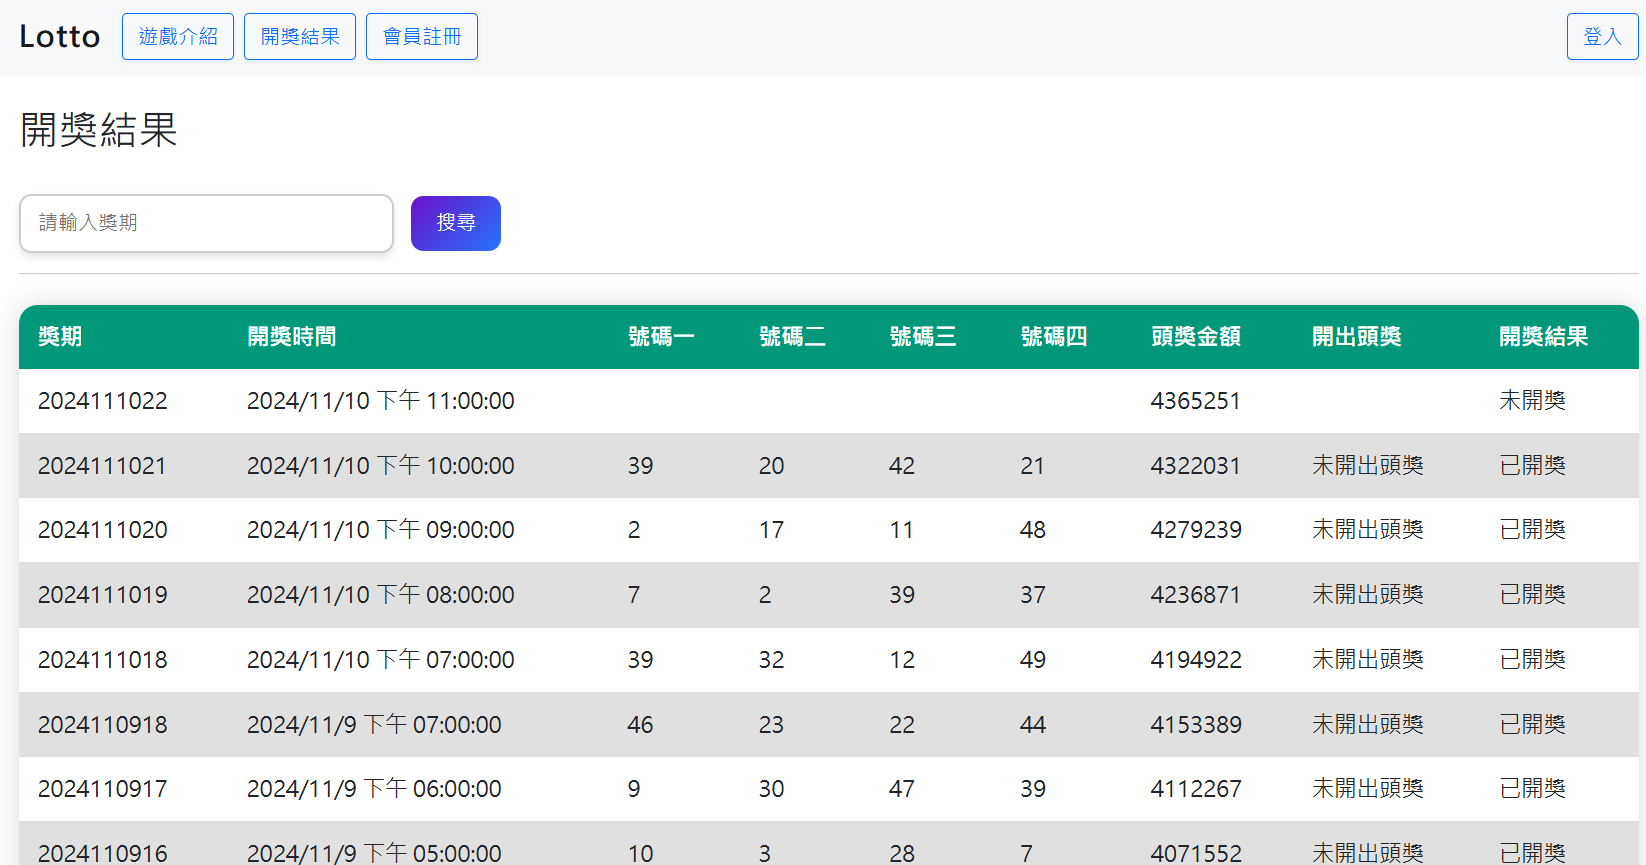 Lotto 遊戲介紹 開獎結果 會員註冊 登入
開獎結果
請輸入獎期 搜尋
獎期 開獎時間 號碼一 號碼二 號碼三 號碼四 頭獎金額 開出頭獎 開獎結果
2024111022 2024/11/10 下午 11:00:00 4365251 未開獎
2024111021 2024/11/10 下午 10:00:00 39 20 42 21 4322031 未開出頭獎 已開獎
2024111020 2024/11/10 下午 09:00:00 2 17 11 48 4279239 未開出頭獎 已開獎
2024111019 2024/11/10 下午 08:00:00 7 2 39 37 4236871 未開出頭獎 已開獎
2024111018 2024/11/10 下午 07:00:00 39 32 12 49 4194922 未開出頭獎 已開獎
2024110918 2024/11/9 下午 07:00:00 46 23 22 44 4153389 未開出頭獎 已開獎
2024110917 2024/11/9 下午 06:00:00 9 30 47 39 4112267 未開出頭獎 已開獎
2024110916 2024/11/9 下午 05:00:00 10 3 28 7 4071552 未開出頭獎 已開獎